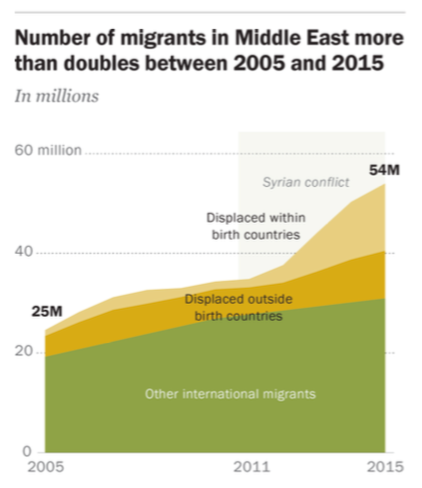 Number of migrants in Middle East more
than doubles between 2005 and 2015
In millions
60 million
54M
Syrian conflict
Displaced within
birth countries
40
Displaced outside
birth countries
25M
20
Other international migrants
0
2005
2011
2015